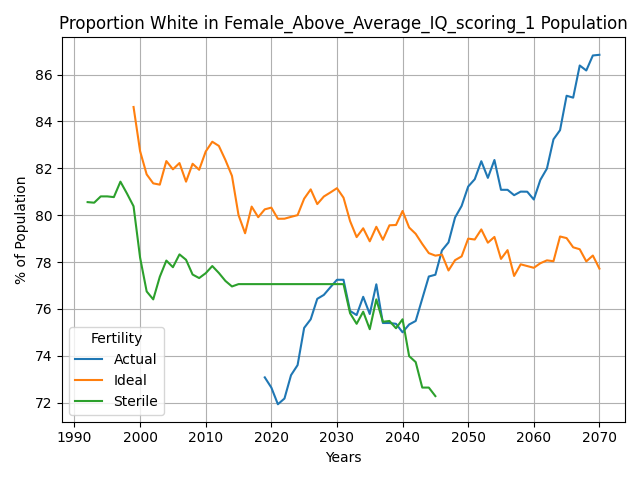 Proportion White in Female_Above_Average_IQ_scoring_1 Population
86
84
82
80
78
76
74
72
% of Population
Fertility
Actual
Ideal
Sterile
1990 2000 2010 2020 2030 2040 2050 2060 2070
Years